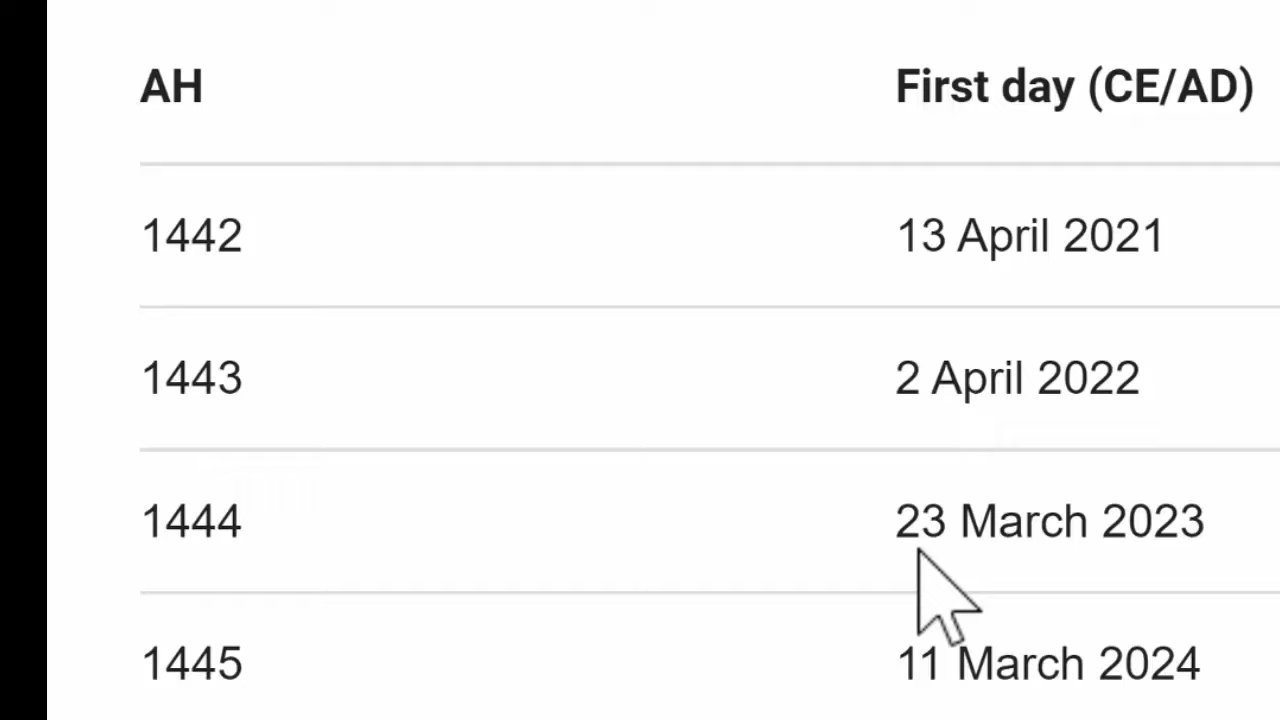 AH First day (CE/AD)
1442 13 April 2021
1443 2 April 2022
1444 23 March 2023
1445 11 March 2024